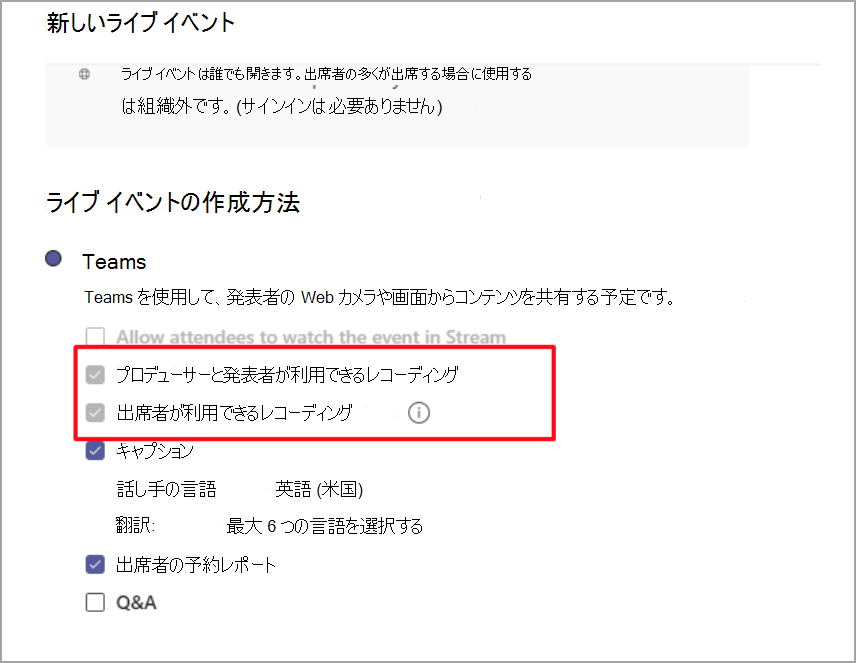 新しいライブ イベント
ライブ イベントは誰でも開きます。出席者の多くが出席する場合に使用する
は組織外です。(サインインは必要ありません)
ライブ イベントの作成方法
Teams
Teams を使用して、発表者の Web カメラや画面からコンテンツを共有する予定です。
Allow attendees to watch the event in Stream
プロデューサーと発表者が利用できるレコーディング
出席者が利用できるレコーディング
キャプション
話し手の言語 英語 (米国)
翻訳: 最大 6 つの言語を選択する
出席者の予約レポート
Q&A